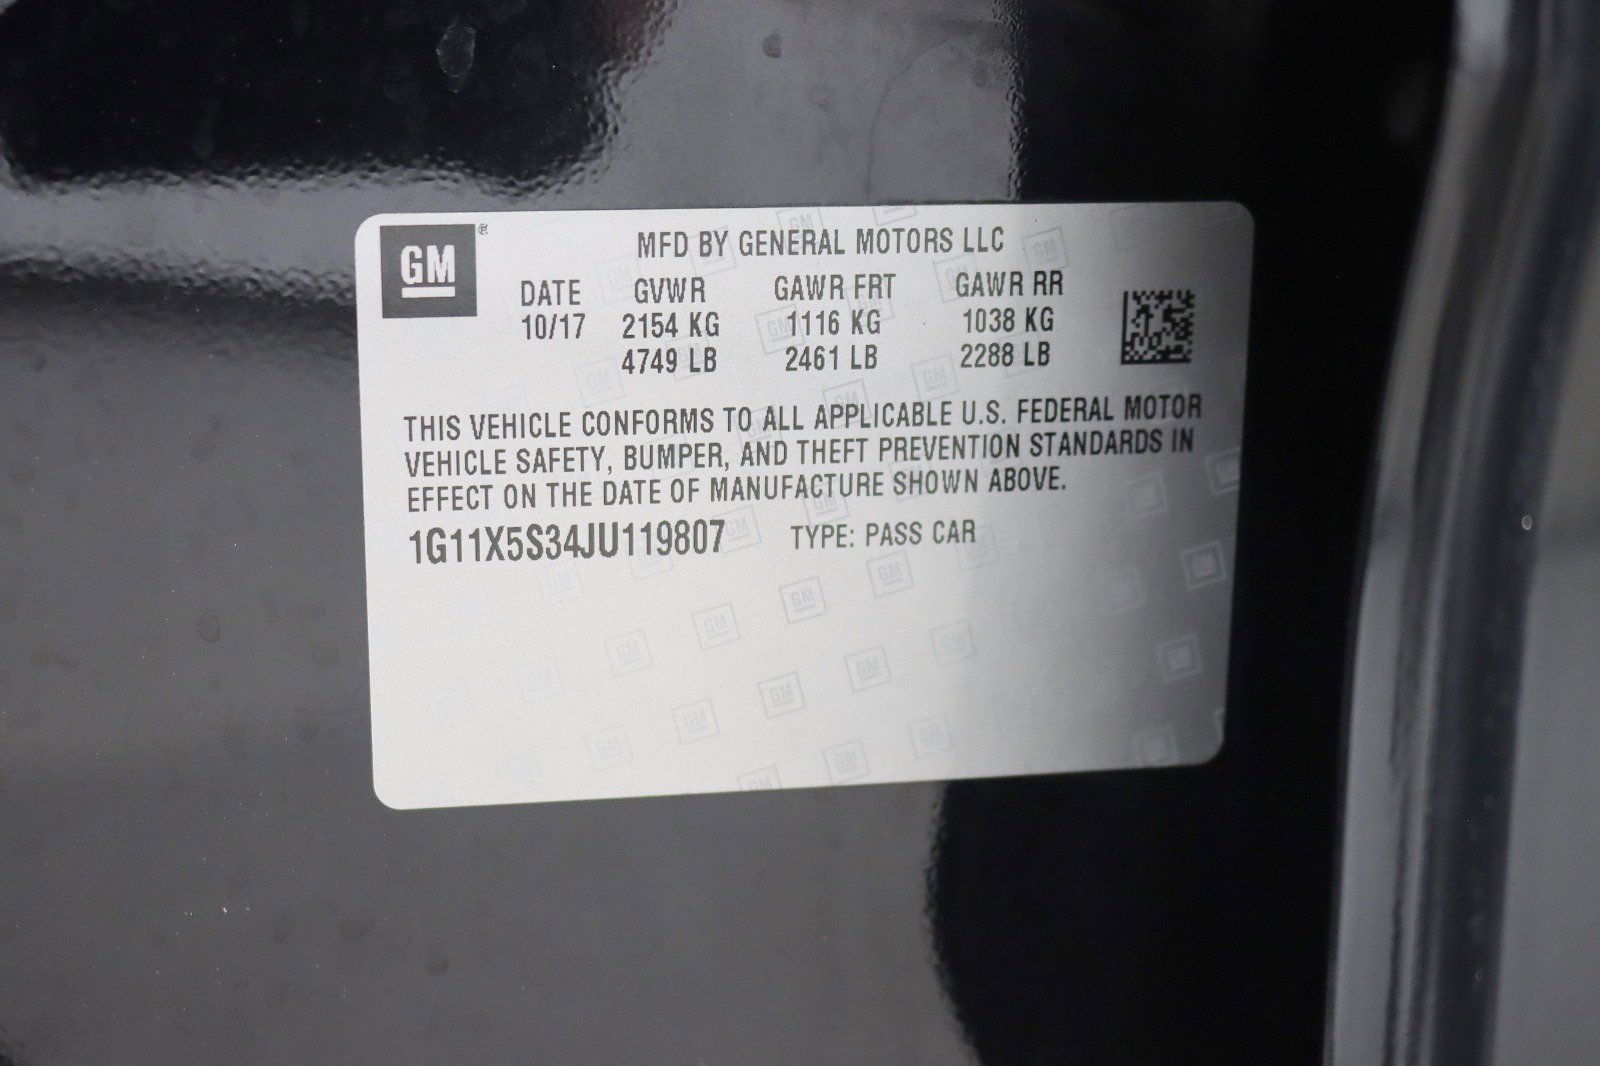 GM
MFD BY GENERAL MOTORS LLC
DATE GVWR GAWR FRT GAWR RR
10/17 2154 KG 1116 KG 1038 KG
4749 LB 2461 LB 2288 LB
THIS VEHICLE CONFORMS TO ALL APPLICABLE U.S. FEDERAL MOTOR
VEHICLE SAFETY, BUMPER, AND THEFT PREVENTION STANDARDS IN
EFFECT ON THE DATE OF MANUFACTURE SHOWN ABOVE.
1G11X5S34JU119807 TYPE: PASS CAR